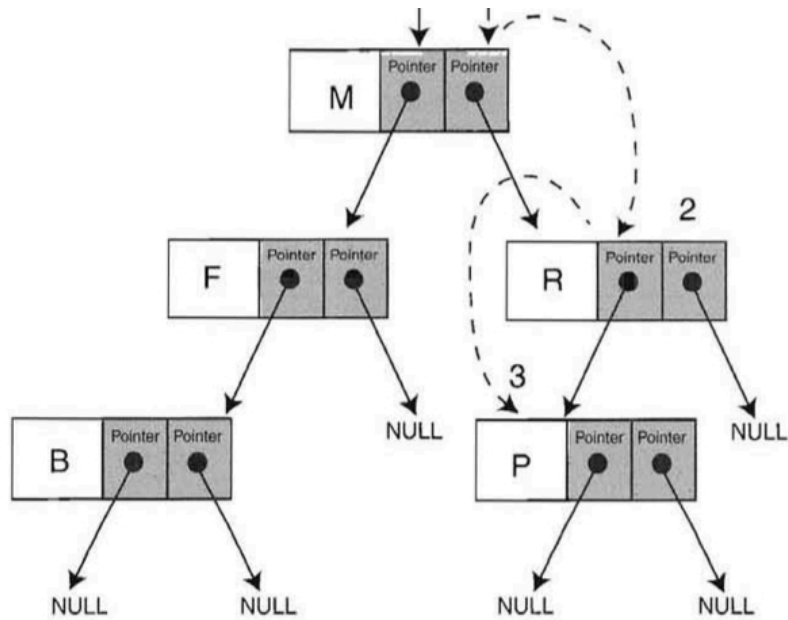 M Pointer Pointer
2
F Pointer Pointer
R Pointer Pointer
3
NULL
NULL
B Pointer Pointer
P Pointer Pointer
NULL
NULL
NULL
NULL